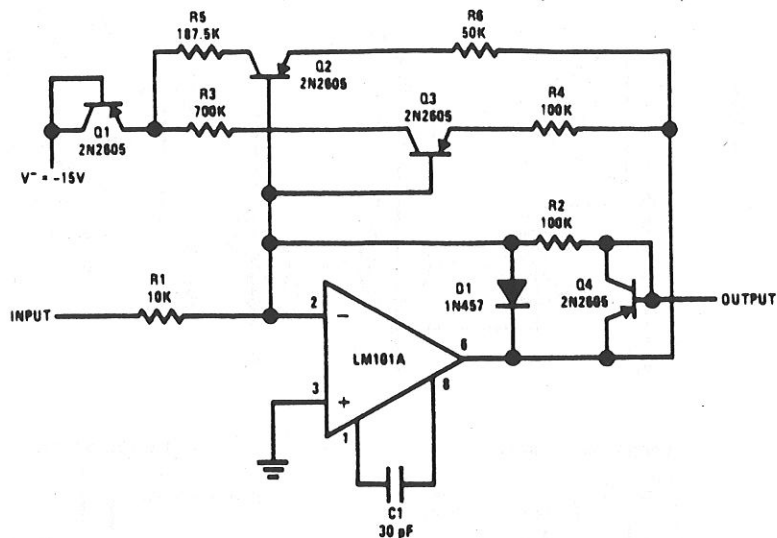 R5
187.5K
R6
50K
Q2
2N2605
R3
700K
Q3
2N2605
R4
100K
Q1
2N2605
V⁻ = -15V
R2
100K
R1
10K
D1
1N457
Q4
2N2605
INPUT
OUTPUT
2
−
LM101A
6
8
3
+
1
C1
30 pF